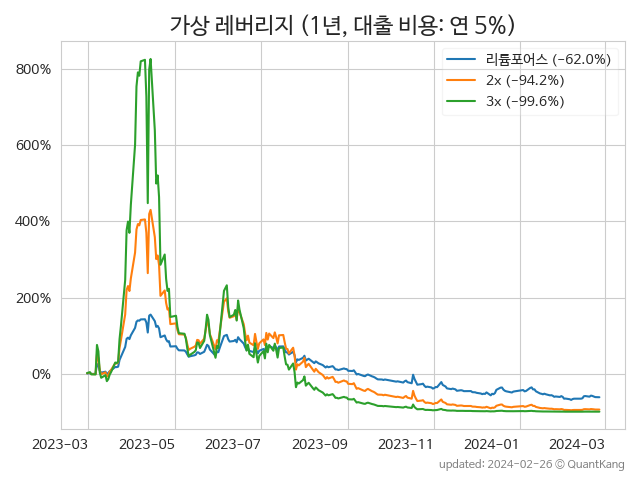 가상 레버리지 (1년, 대출 비용: 연 5%)
리튬포어스 (-62.0%)
2x (-94.2%)
3x (-99.6%)
800%
600%
400%
200%
0%
2023-03 2023-05 2023-07 2023-09 2023-11 2024-01 2024-03
updated: 2024-02-26 © QuantKang